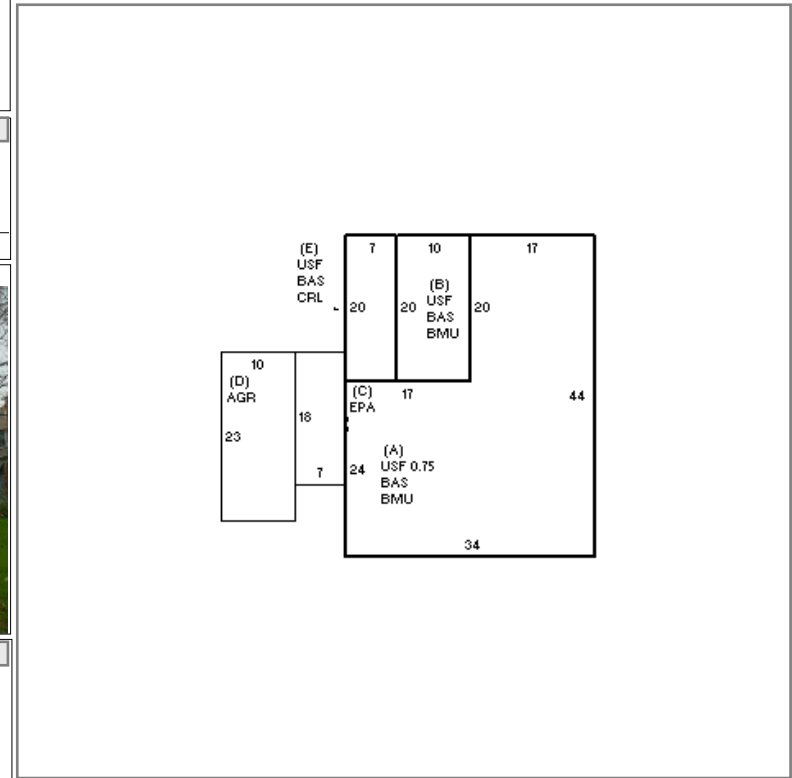 (E)
USF
BAS
CRL
7
10
17
(B)
USF
BAS
BMU
20
20
20
10
(D)
AGR
23
18
7
(C)
EPA
17
44
24
(A)
USF 0.75
BAS
BMU
34